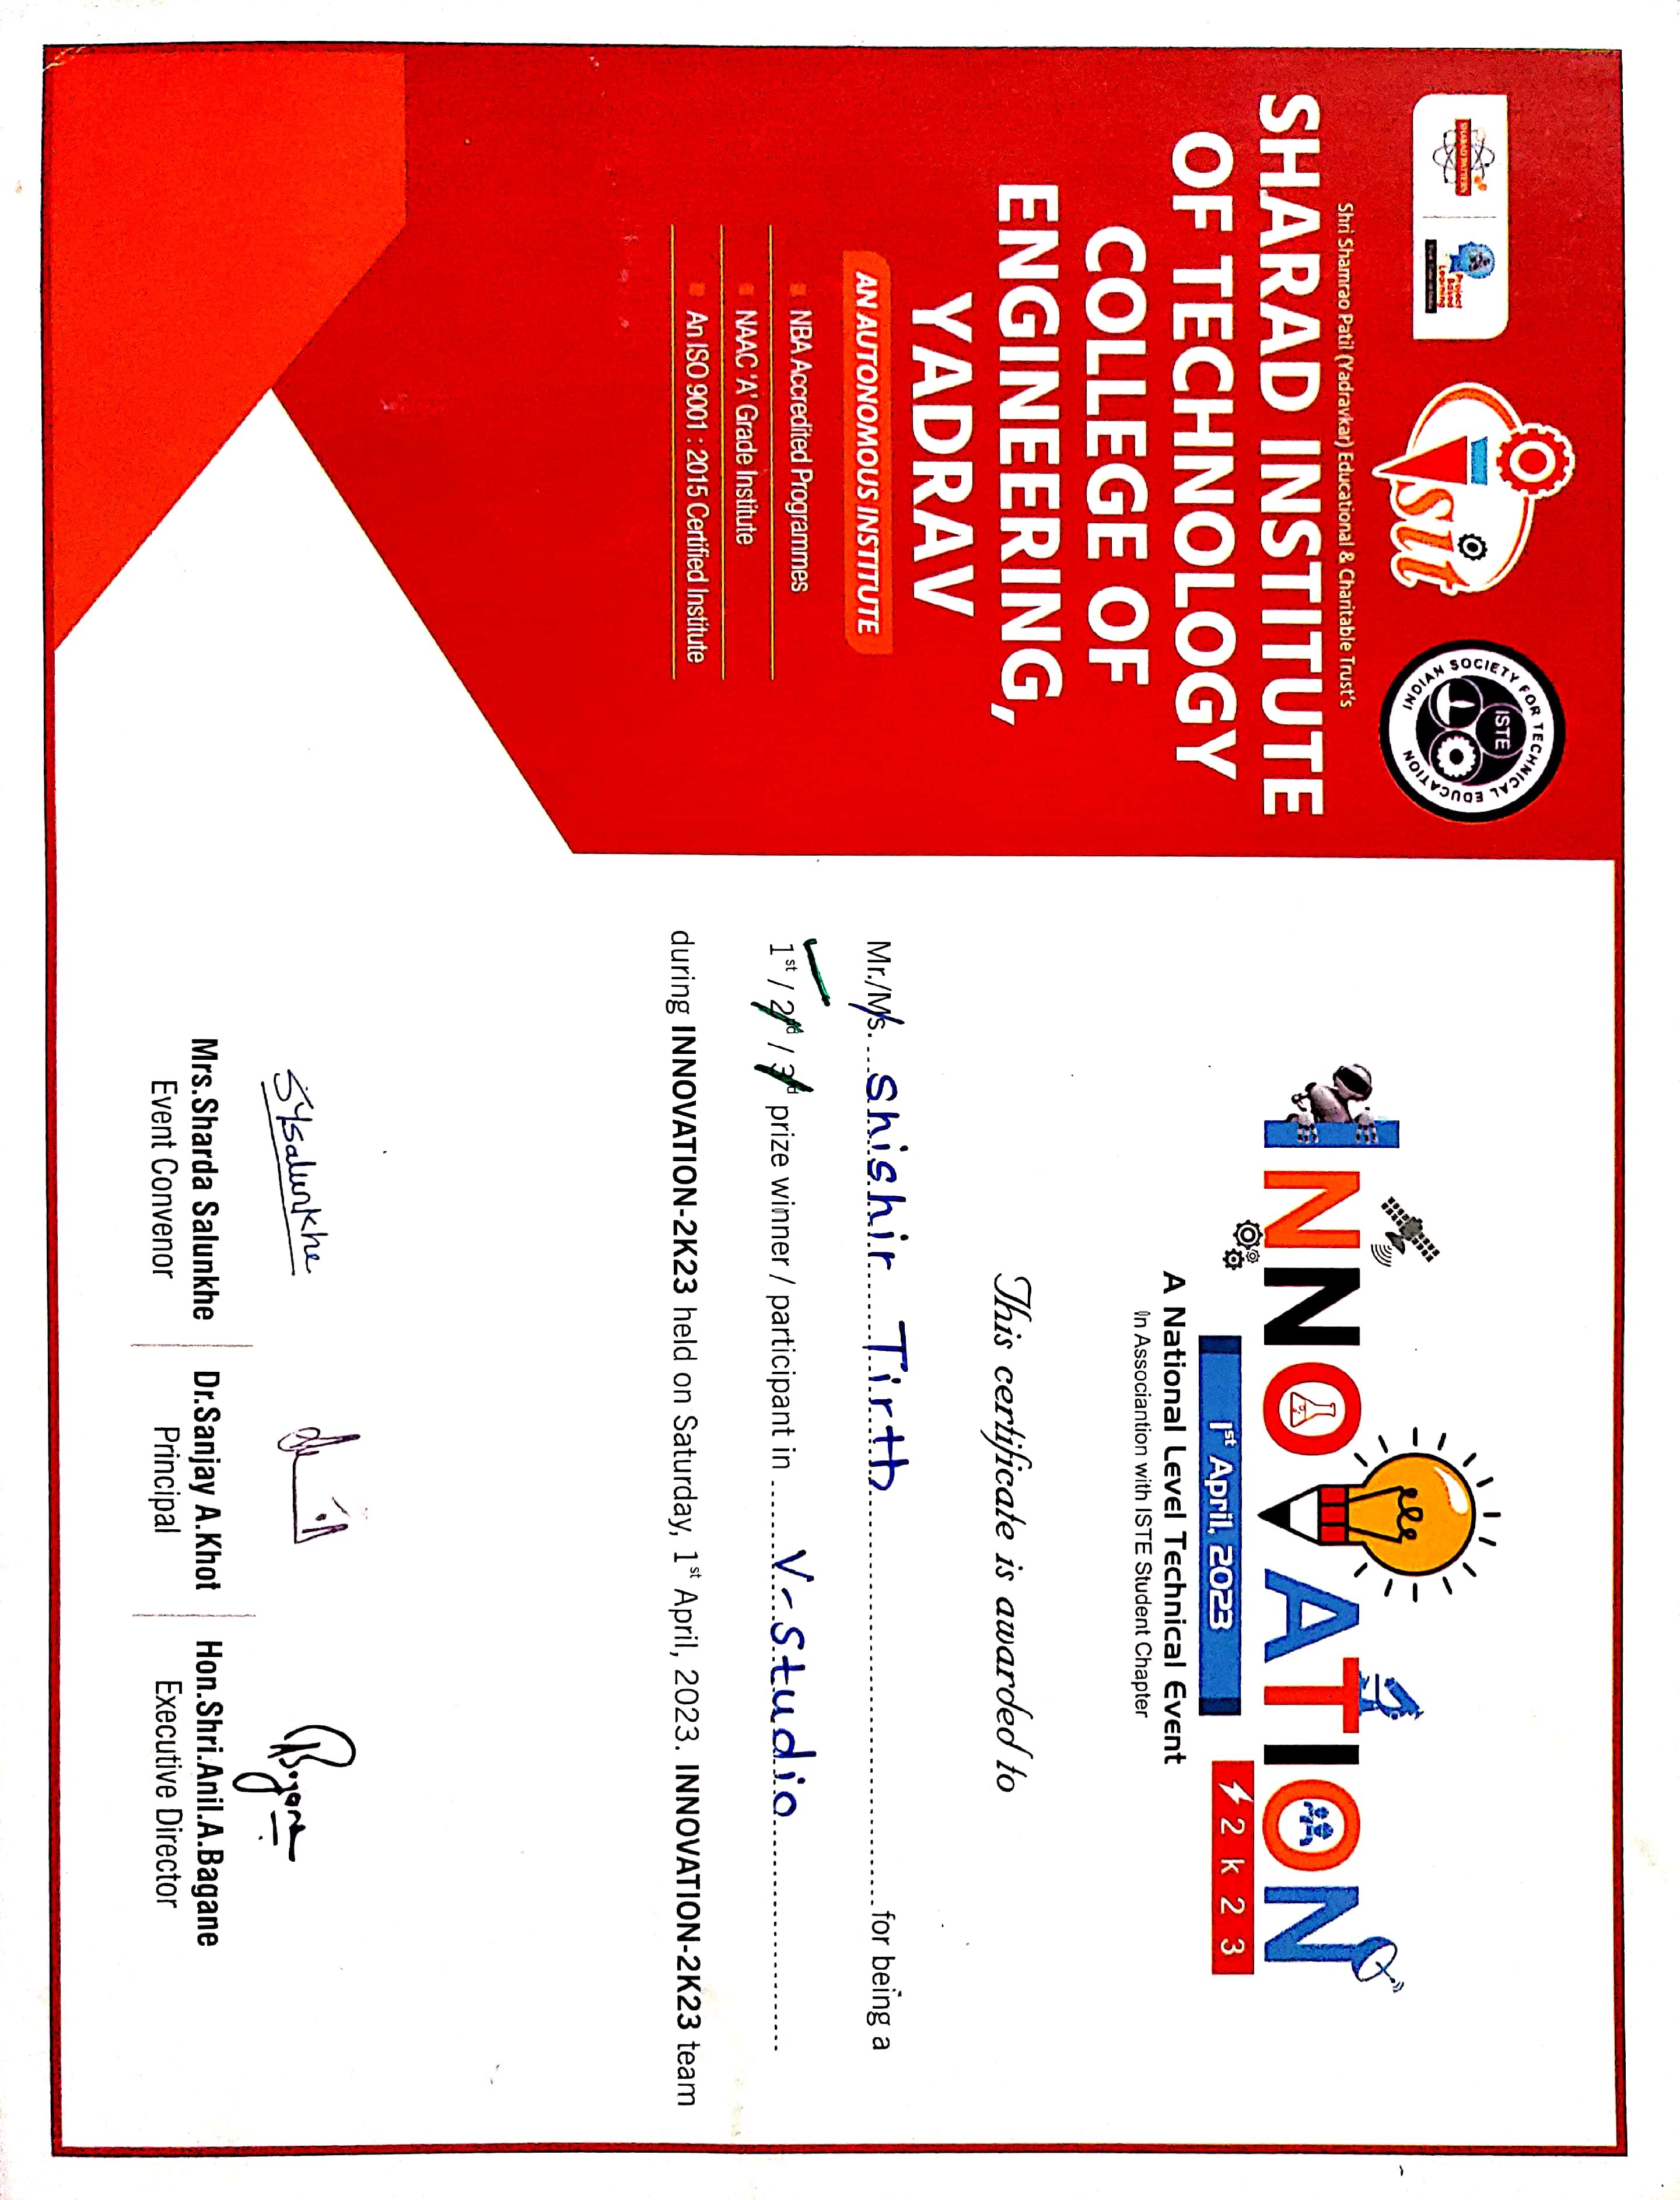 SHARAD PATTERN
Project
Based
Learning
isit
INDIAN SOCIETY FOR TECHNICAL EDUCATION
ISTE
Shri Shamrao Patil (Yadravkar) Educational & Charitable Trust's
SHARAD INSTITUTE
OF TECHNOLOGY
COLLEGE OF
ENGINEERING,
YADRAV
AN AUTONOMOUS INSTITUTE
NBA Accredited Programmes
NAAC 'A' Grade Institute
An ISO 9001 : 2015 Certified Institute
INNOVATION
2k23
1st April, 2023
A National Level Technical Event
In Associantion with ISTE Student Chapter
This certificate is awarded to
Mr./Ms. Shishir Tirth for being a
1st / 2nd / 3rd prize winner / participant in V-Studio
during INNOVATION-2K23 held on Saturday, 1st April, 2023. INNOVATION-2K23 team
SYSalunkhe
Bagane
Mrs.Sharda Salunkhe
Event Convenor
Dr.Sanjay A.Khot
Principal
Hon.Shri.Anil.A.Bagane
Executive Director